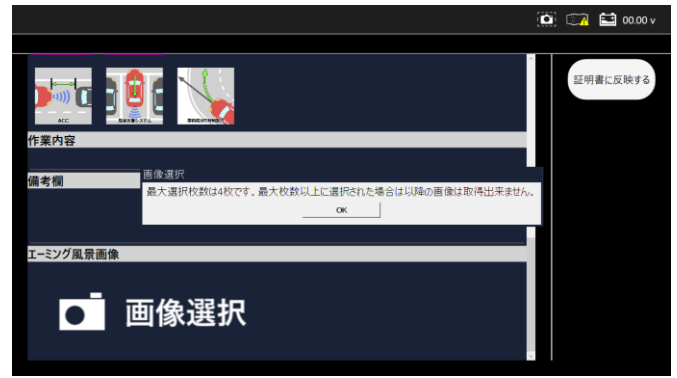 00.00 v
証明書に反映する
ACC
作業内容
備考欄
画像選択
最大選択枚数は4枚です。最大枚数以上に選択された場合は以降の画像は取得出来ません。
OK
エーミング風景画像
画像選択